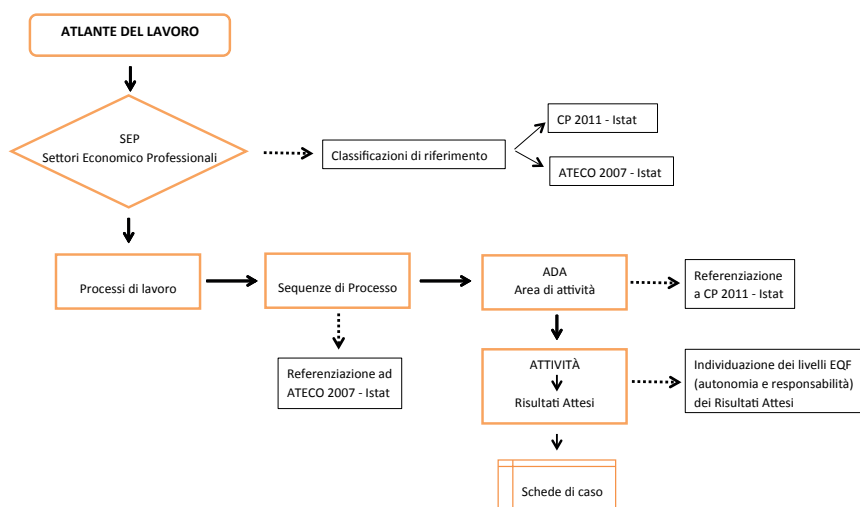 ATLANTE DEL LAVORO
SEP
Settori Economico Professionali
Classificazioni di riferimento
CP 2011 - Istat
ATECO 2007 - Istat
Processi di lavoro
Sequenze di Processo
ADA
Area di attività
Referenziazione
a CP 2011 - Istat
Referenziazione ad
ATECO 2007 - Istat
ATTIVITÀ
Risultati Attesi
Individuazione dei livelli EQF
(autonomia e responsabilità)
dei Risultati Attesi
Schede di caso